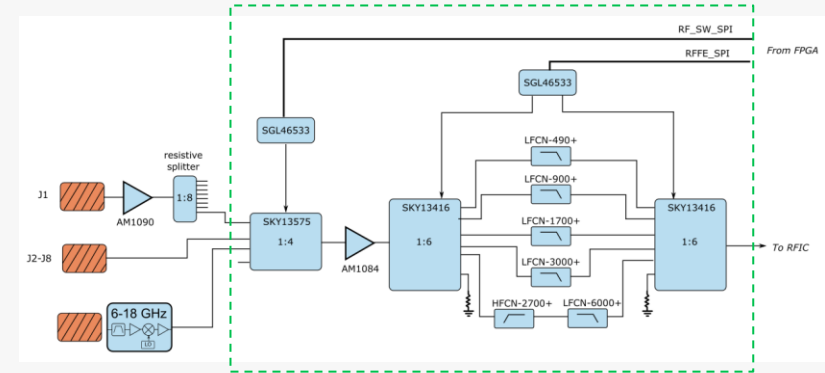 RF_SW_SPI
From FPGA
RFFE_SPI
SGL46533
SGL46533
LFCN-490+
resistive
splitter
LFCN-900+
J1
1:8
SKY13416
SKY13416
AM1090
SKY13575
LFCN-1700+
1:4
1:6
1:6
To RFIC
J2-J8
AM1084
LFCN-3000+
6-18 GHz
HFCN-2700+
LFCN-6000+
LO